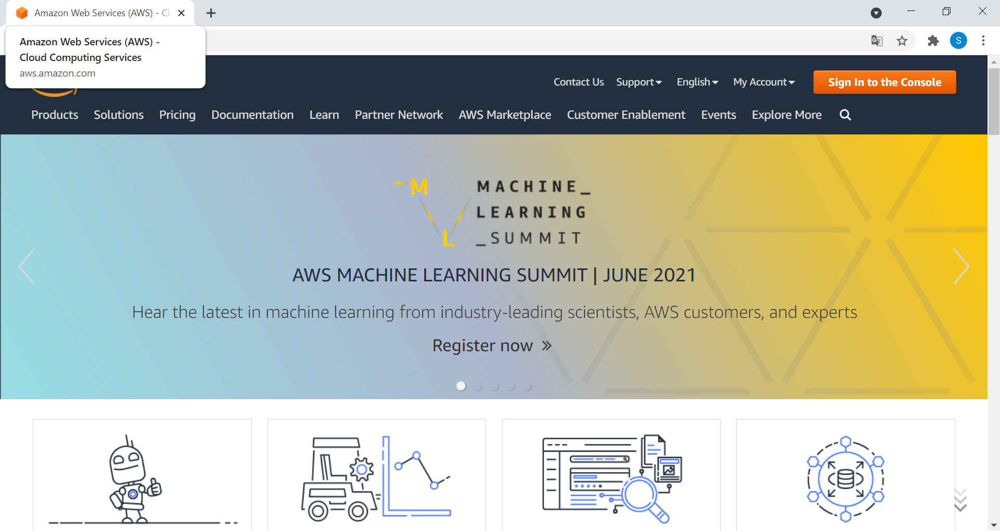 Amazon Web Services (AWS) - Cl
Amazon Web Services (AWS) -
Cloud Computing Services
aws.amazon.com
S
Contact Us Support English My Account Sign In to the Console
Products Solutions Pricing Documentation Learn Partner Network AWS Marketplace Customer Enablement Events Explore More
M
L
MACHINE_
LEARNING
_SUMMIT
AWS MACHINE LEARNING SUMMIT | JUNE 2021
Hear the latest in machine learning from industry-leading scientists, AWS customers, and experts
Register now »